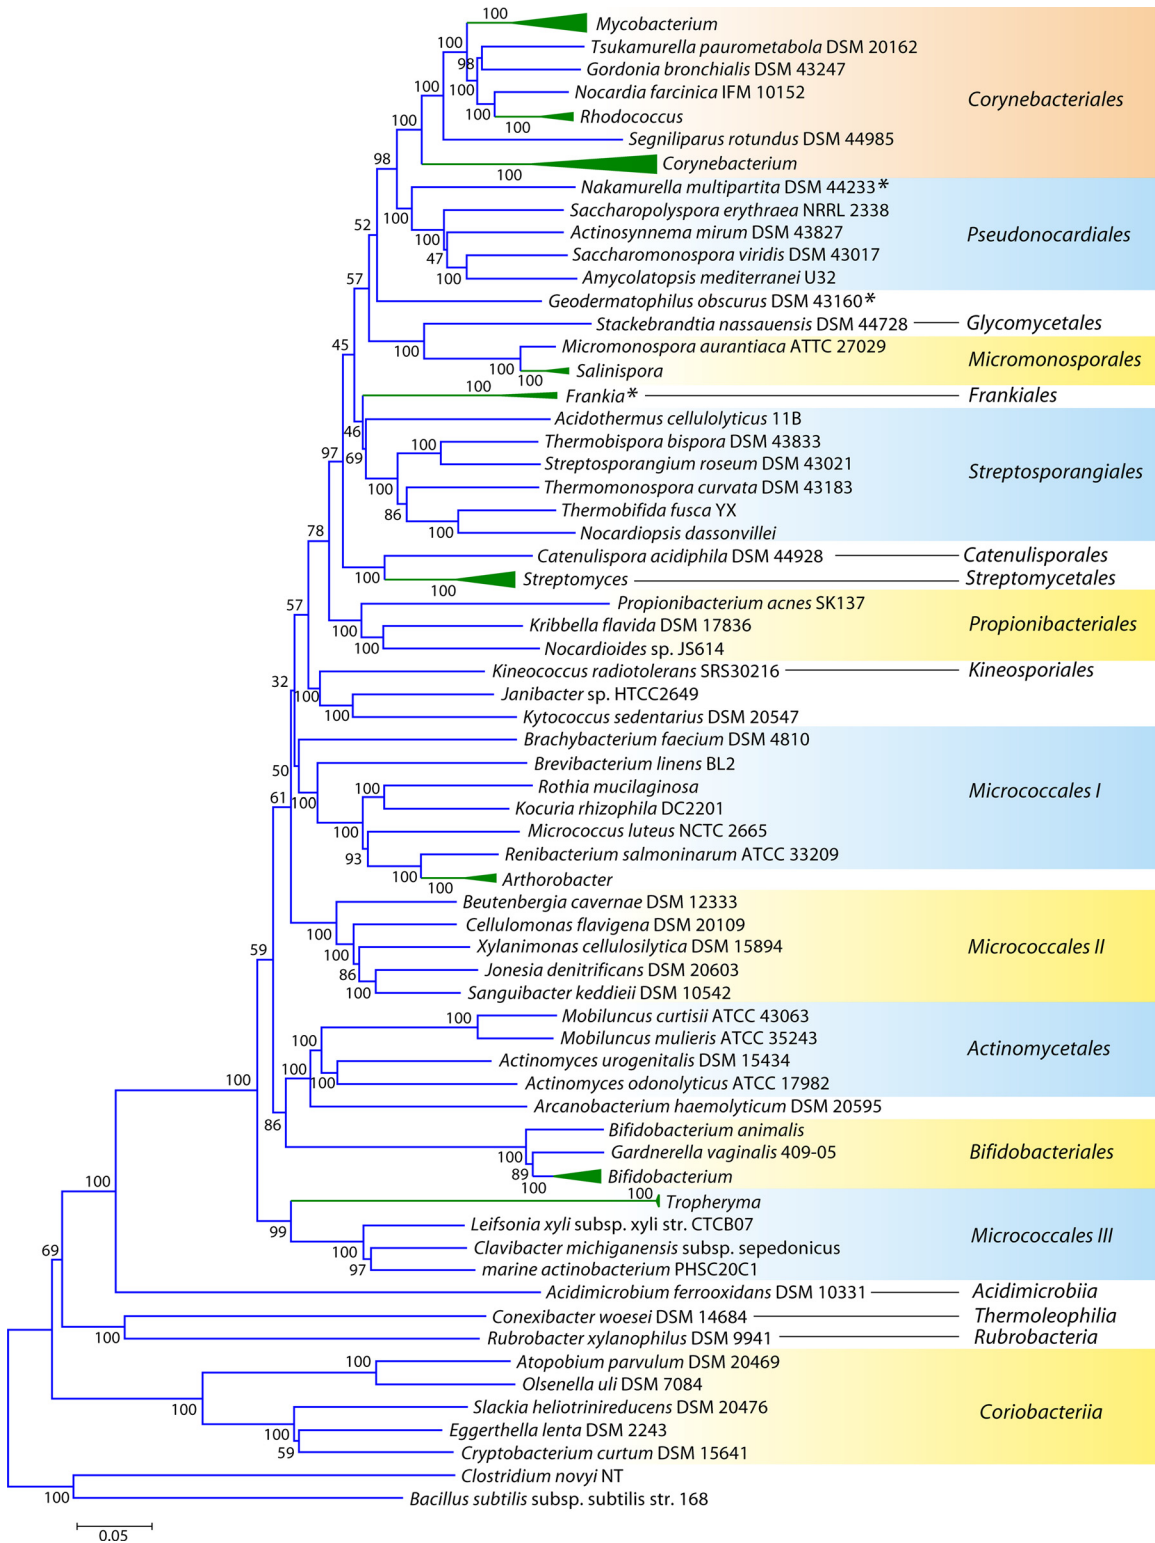 100
Mycobacterium
100
Tsukamurella paurometabola DSM 20162
98
Gordonia bronchialis DSM 43247
100
100
Nocardia farcinica IFM 10152
Corynebacteriales
100
Rhodococcus
100
100
Segniliparus rotundus DSM 44985
98
Corynebacterium
100
Nakamurella multipartita DSM 44233*
Saccharopolyspora erythraea NRRL 2338
52
100
Actinosynnema mirum DSM 43827
Pseudonocardiales
100
47
Saccharomonospora viridis DSM 43017
57
100
Amycolatopsis mediterranei U32
Geodermatophilus obscurus DSM 43160*
Stackebrandtia nassauensis DSM 44728
Glycomycetales
45
100
Micromonospora aurantiaca ATTC 27029
Micromonosporales
100
Salinispora
100
100
Frankia*
Frankiales
Acidothermus cellulolyticus 11B
46
100
Thermobispora bispora DSM 43833
97
69
Streptosporangium roseum DSM 43021
Streptosporangiales
100
Thermomonospora curvata DSM 43183
86
Thermobifida fusca YX
78
100
Nocardiopsis dassonvillei
Catenulispora acidiphila DSM 44928
Catenulisporales
100
Streptomyces
Streptomycetales
100
57
Propionibacterium acnes SK137
100
Kribbella flavida DSM 17836
Propionibacteriales
100
Nocardioides sp. JS614
32
Kineococcus radiotolerans SRS30216
Kineosporiales
100
Janibacter sp. HTCC2649
100
Kytococcus sedentarius DSM 20547
Brachybacterium faecium DSM 4810
50
Brevibacterium linens BL2
61
100
100
Rothia mucilaginosa
Micrococcales I
Kocuria rhizophila DC2201
100
Micrococcus luteus NCTC 2665
93
Renibacterium salmoninarum ATCC 33209
100
100
Arthorobacter
Beutenbergia cavernae DSM 12333
100
Cellulomonas flavigena DSM 20109
59
100
Xylanimonas cellulosilytica DSM 15894
Micrococcales II
86
Jonesia denitrificans DSM 20603
100
Sanguibacter keddieii DSM 10542
100
Mobiluncus curtisii ATCC 43063
100
Mobiluncus mulieris ATCC 35243
Actinomycetales
100
Actinomyces urogenitalis DSM 15434
100
100
Actinomyces odonolyticus ATCC 17982
Arcanobacterium haemolyticum DSM 20595
86
Bifidobacterium animalis
100
Gardnerella vaginalis 409-05
Bifidobacteriales
89
Bifidobacterium
100
100
100
Tropheryma
99
Leifsonia xyli subsp. xyli str. CTCB07
Micrococcales III
100
Clavibacter michiganensis subsp. sepedonicus
69
97
marine actinobacterium PHSC20C1
Acidimicrobium ferrooxidans DSM 10331
Acidimicrobiia
Conexibacter woesei DSM 14684
Thermoleophilia
100
Rubrobacter xylanophilus DSM 9941
Rubrobacteria
100
Atopobium parvulum DSM 20469
Olsenella uli DSM 7084
100
Slackia heliotrinireducens DSM 20476
Coriobacteriia
100
Eggerthella lenta DSM 2243
59
Cryptobacterium curtum DSM 15641
Clostridium novyi NT
100
Bacillus subtilis subsp. subtilis str. 168
0.05